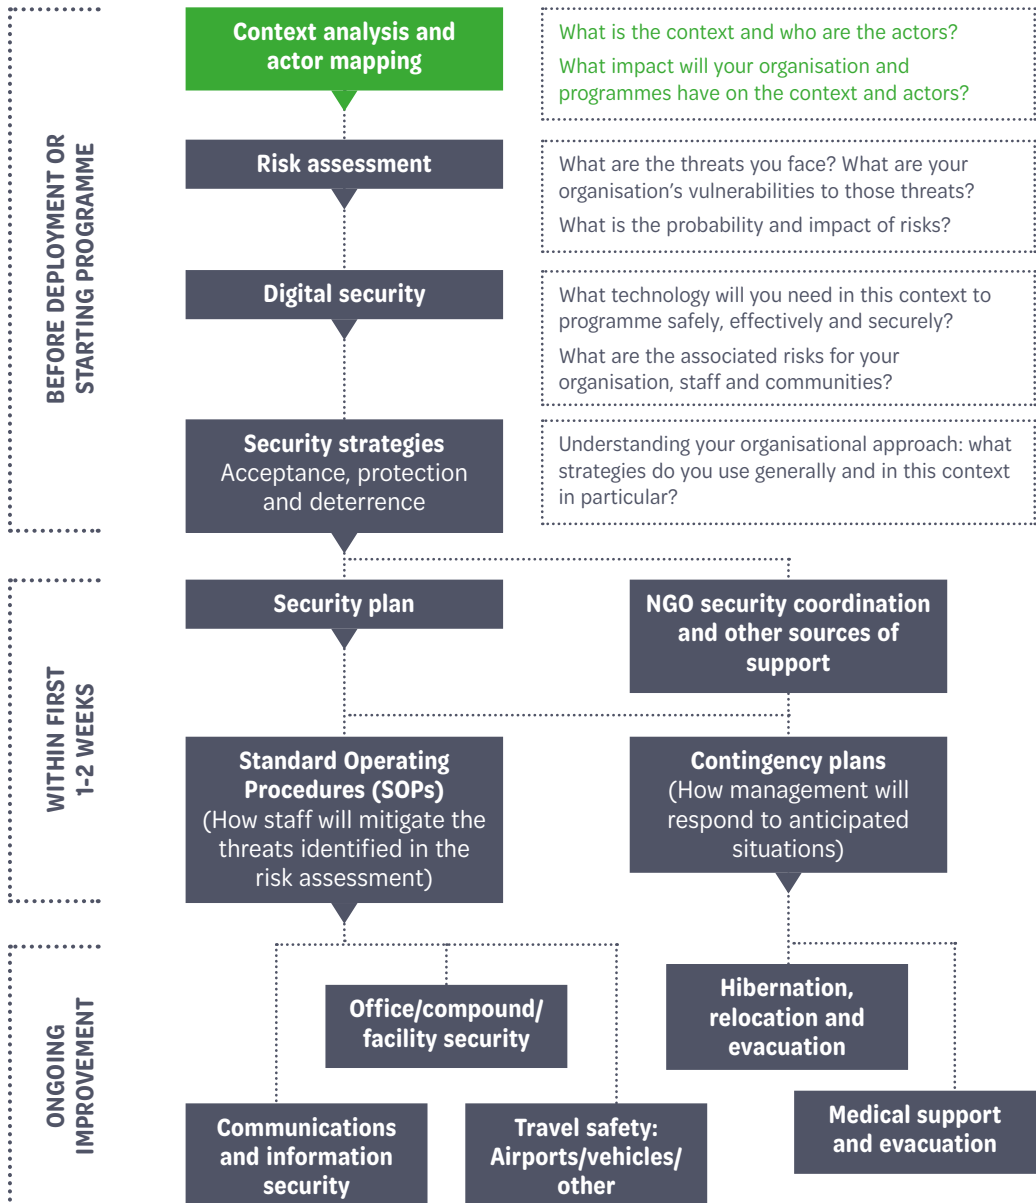 BEFORE DEPLOYMENT OR
STARTING PROGRAMME
Context analysis and
actor mapping
What is the context and who are the actors?
What impact will your organisation and
programmes have on the context and actors?
Risk assessment
What are the threats you face? What are your
organisation’s vulnerabilities to those threats?
What is the probability and impact of risks?
Digital security
What technology will you need in this context to
programme safely, effectively and securely?
What are the associated risks for your
organisation, staff and communities?
Security strategies
Acceptance, protection
and deterrence
Understanding your organisational approach: what
strategies do you use generally and in this context
in particular?
WITHIN FIRST
1-2 WEEKS
Security plan
NGO security coordination
and other sources of
support
Standard Operating
Procedures (SOPs)
(How staff will mitigate the
threats identified in the
risk assessment)
Contingency plans
(How management will
respond to anticipated
situations)
ONGOING
IMPROVEMENT
Office/compound/
facility security
Hibernation,
relocation and
evacuation
Communications
and information
security
Travel safety:
Airports/vehicles/
other
Medical support
and evacuation